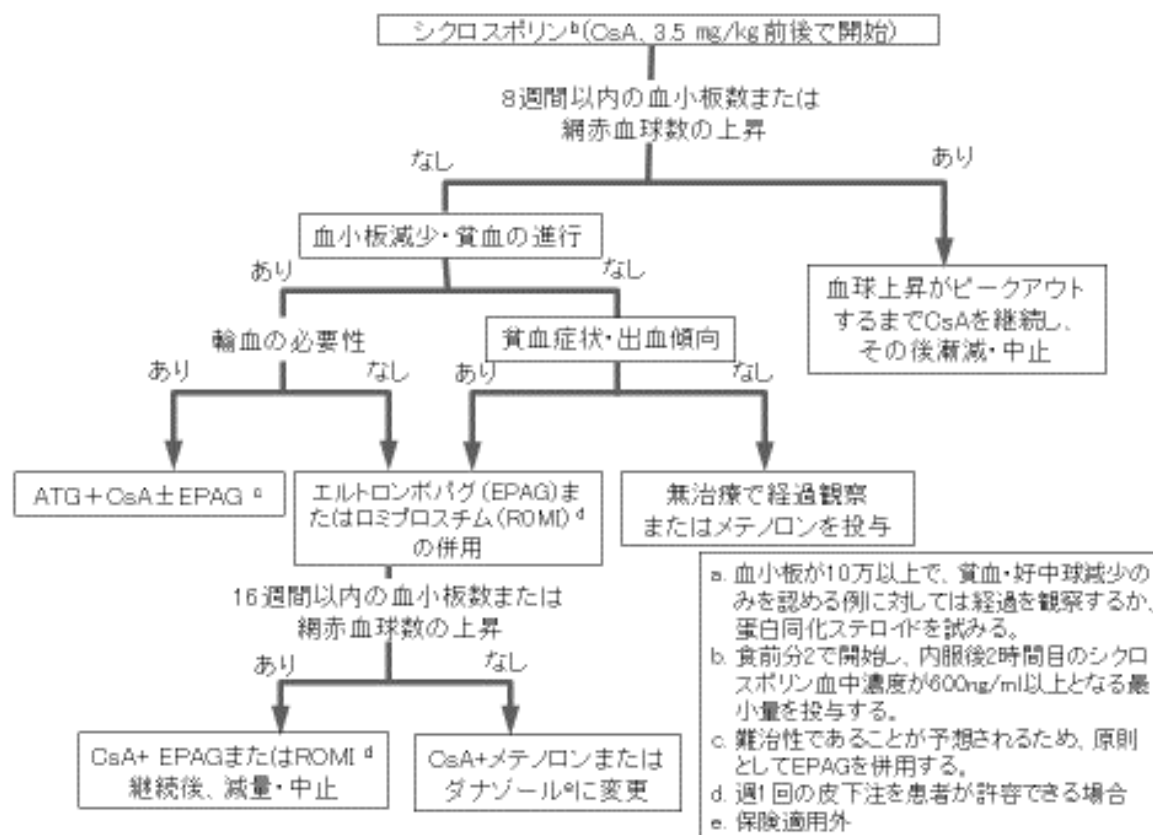 シクロスポリンᵇ(CsA、3.5 mg/kg前後で開始)
8週間以内の血小板数または
網赤血球数の上昇
なし
あり
血小板減少・貧血の進行
あり
なし
血球上昇がピークアウト
するまでCsAを継続し、
その後漸減・中止
輸血の必要性
貧血症状・出血傾向
あり
なし
あり
なし
ATG+CsA±EPAG ᶜ
エルトロンボパグ(EPAG)ま
たはロミプロスチム(ROMI)ᵈ
の併用
無治療で経過観察
またはメテノロンを投与
16週間以内の血小板数または
網赤血球数の上昇
あり
なし
CsA+ EPAGまたはROMI ᵈ
継続後、減量・中止
CsA+メテノロンまたは
ダナゾールᵉに変更
a. 血小板が10万以上で、貧血・好中球減少の
みを認める例に対しては経過を観察するか、
蛋白同化ステロイドを試みる。
b. 食前分2で開始し、内服後2時間目のシクロ
スポリン血中濃度が600ng/ml以上となる最
小量を投与する。
c. 難治性であることが予想されるため、原則
としてEPAGを併用する。
d. 週1回の皮下注を患者が許容できる場合
e. 保険適用外